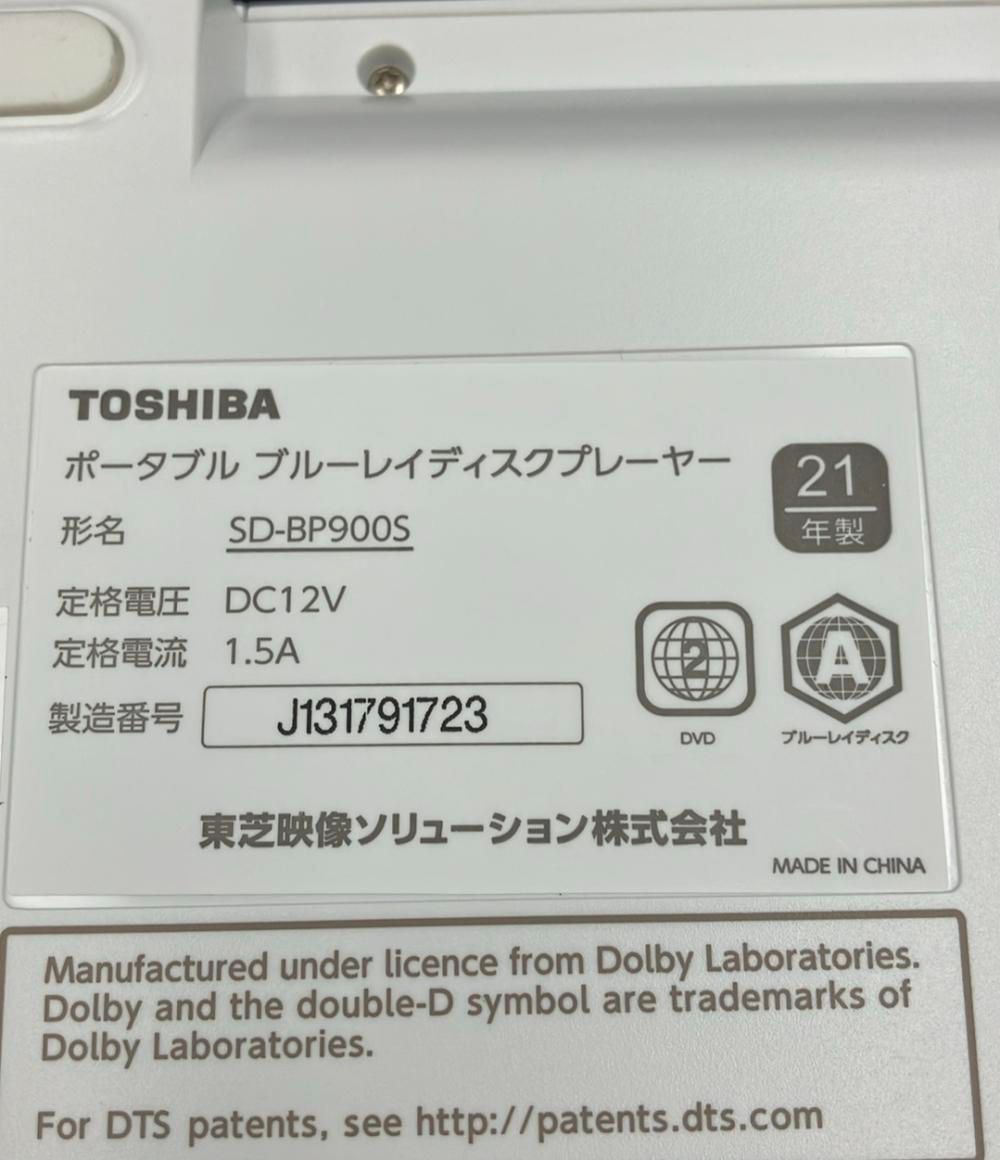 TOSHIBA
ポータブル ブルーレイディスクプレーヤー
21
年製
形名 SD-BP900S
定格電圧 DC12V
定格電流 1.5A
製造番号 J131791723
2
DVD
A
ブルーレイディスク
東芝映像ソリューション株式会社
MADE IN CHINA
Manufactured under licence from Dolby Laboratories.
Dolby and the double-D symbol are trademarks of
Dolby Laboratories.
For DTS patents, see http://patents.dts.com